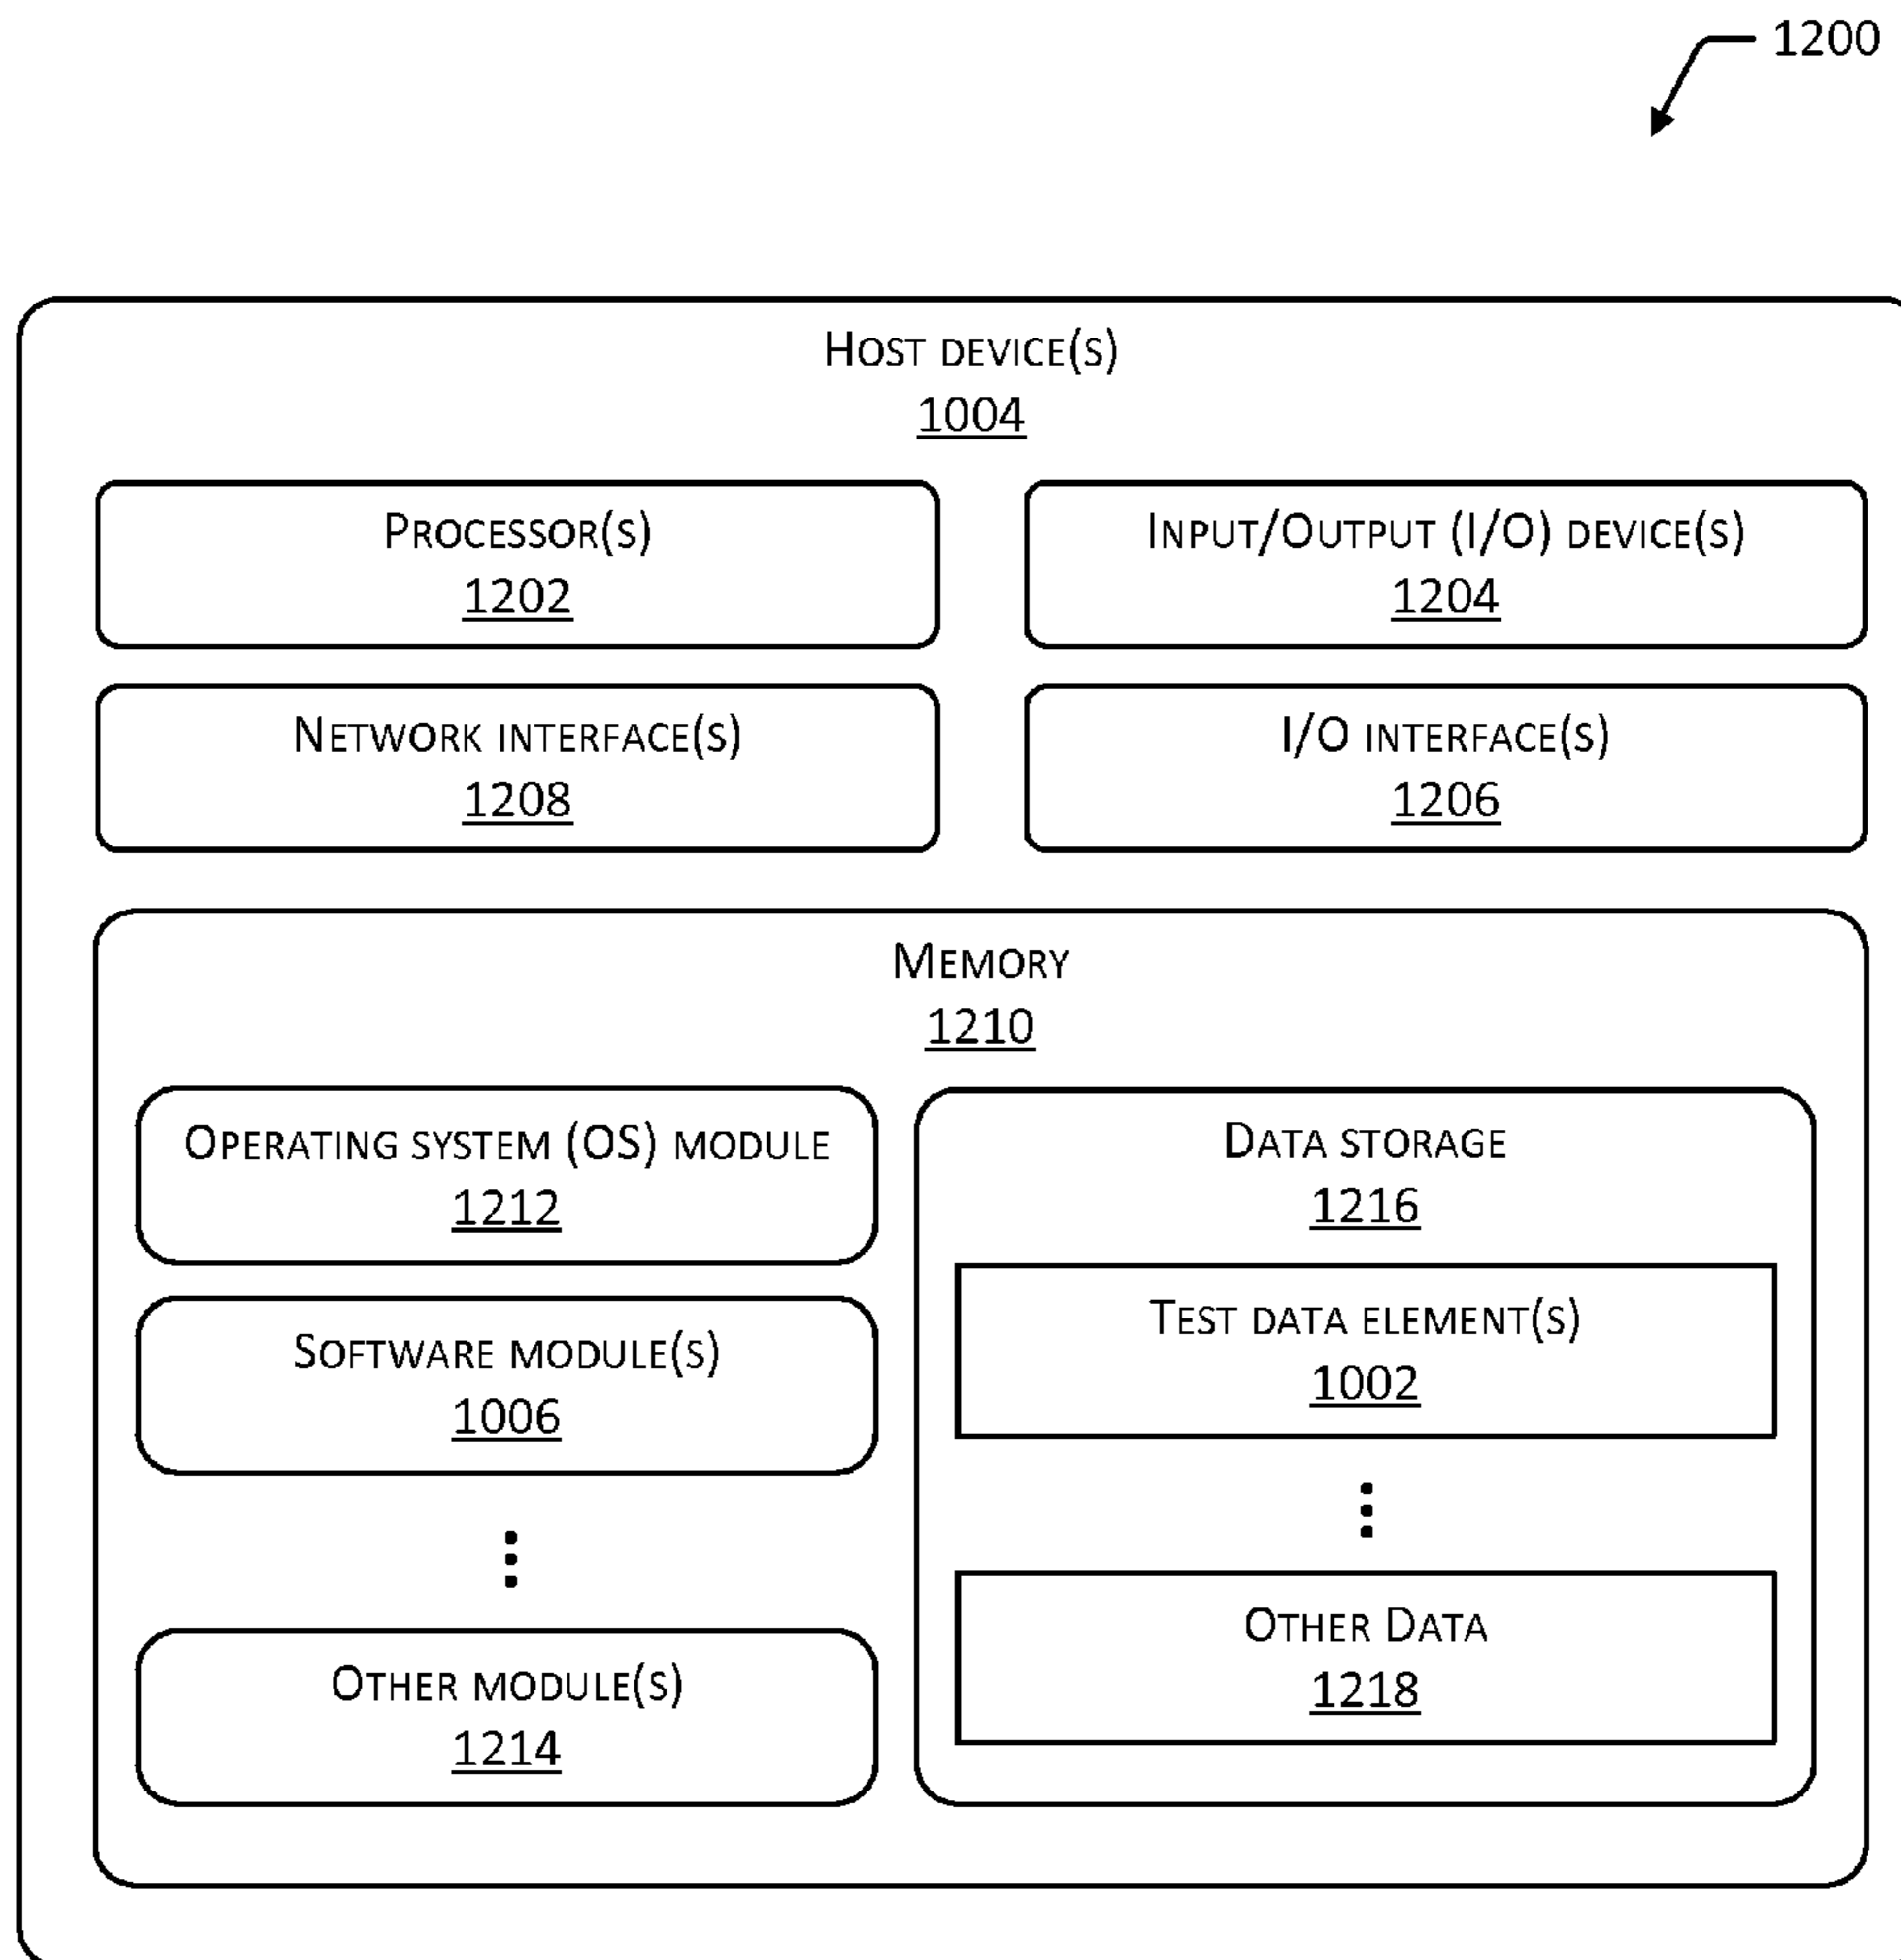 1200
Host device(s)
1004
Processor(s)
1202
Input/Output (I/O) device(s)
1204
Network interface(s)
1208
I/O interface(s)
1206
Memory
1210
Operating system (OS) module
1212
Software module(s)
1006
Other module(s)
1214
Data storage
1216
Test data element(s)
1002
Other Data
1218